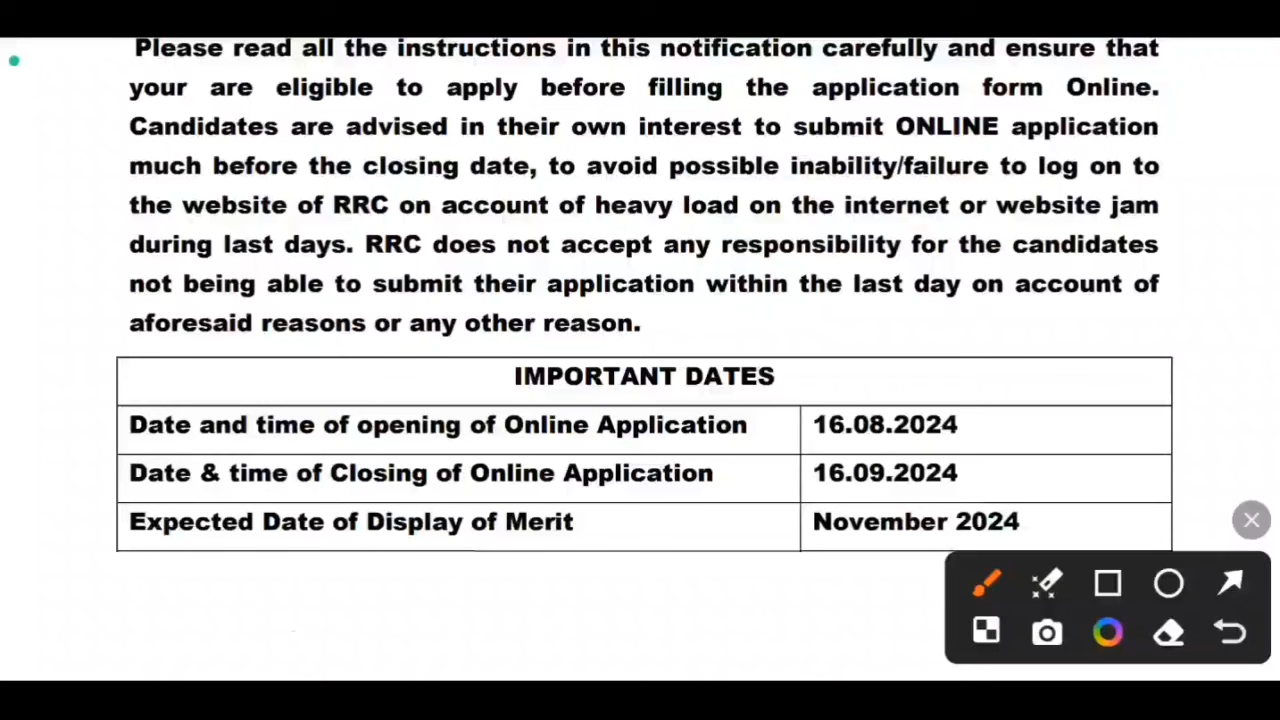 Please read all the instructions in this notification carefully and ensure that
your are eligible to apply before filling the application form Online.
Candidates are advised in their own interest to submit ONLINE application
much before the closing date, to avoid possible inability/failure to log on to
the website of RRC on account of heavy load on the internet or website jam
during last days. RRC does not accept any responsibility for the candidates
not being able to submit their application within the last day on account of
aforesaid reasons or any other reason.
IMPORTANT DATES
Date and time of opening of Online Application 16.08.2024
Date & time of Closing of Online Application 16.09.2024
Expected Date of Display of Merit November 2024